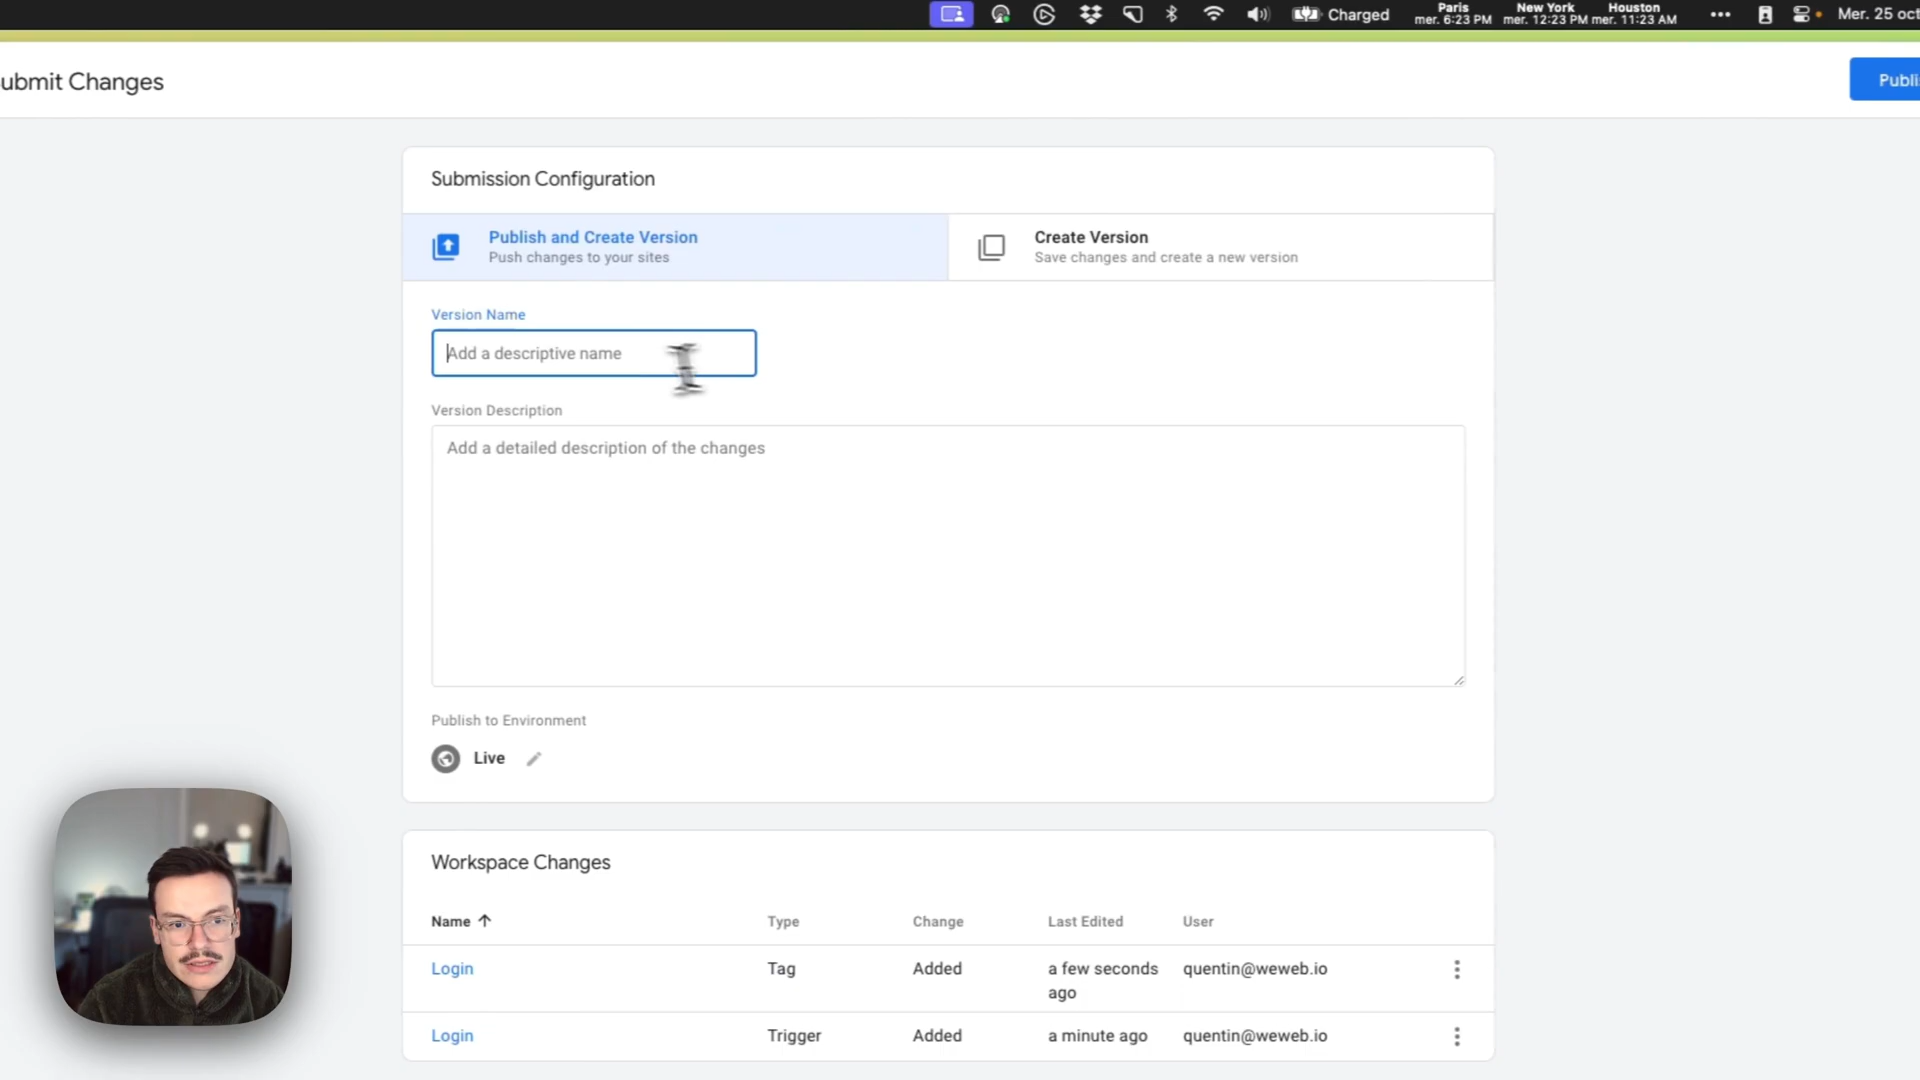 Charged
Paris
mer. 6:23 PM
New York
mer. 12:23 PM
Houston
mer. 11:23 AM
Mer. 25 oct
ubmit Changes
Publi
Submission Configuration
Publish and Create Version
Push changes to your sites
Create Version
Save changes and create a new version
Version Name
Add a descriptive name
Version Description
Add a detailed description of the changes
Publish to Environment
Live
Workspace Changes
Name Type Change Last Edited User
Login Tag Added a few seconds ago quentin@weweb.io
Login Trigger Added a minute ago quentin@weweb.io